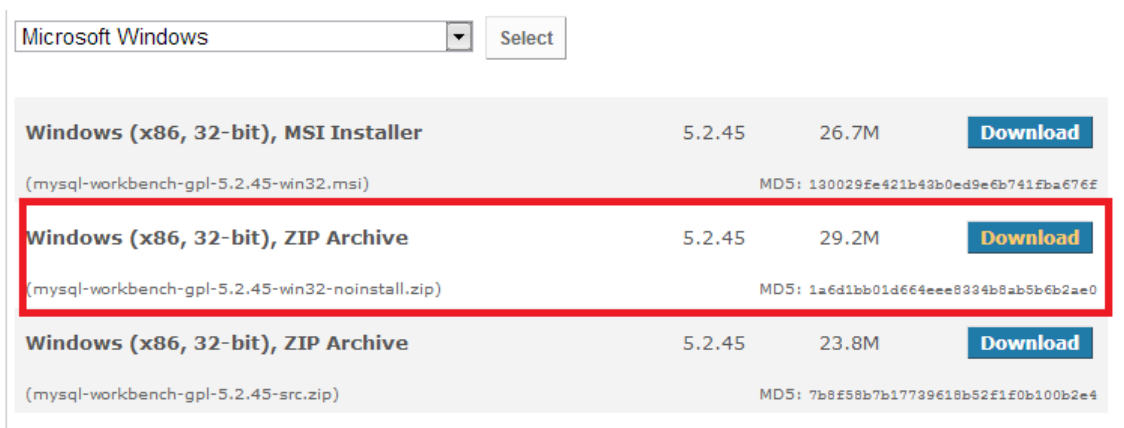 Microsoft Windows Select
Windows (x86, 32-bit), MSI Installer 5.2.45 26.7M Download
(mysql-workbench-gpl-5.2.45-win32.msi) MD5: 130029fe421b43b0ed9e6b741fba676f
Windows (x86, 32-bit), ZIP Archive 5.2.45 29.2M Download
(mysql-workbench-gpl-5.2.45-win32-noinstall.zip) MD5: 1a6d1bb01d664eee8334b8ab5b6b2ae0
Windows (x86, 32-bit), ZIP Archive 5.2.45 23.8M Download
(mysql-workbench-gpl-5.2.45-src.zip) MD5: 7b8f58b7b17739618b52f1f0b100b2e4